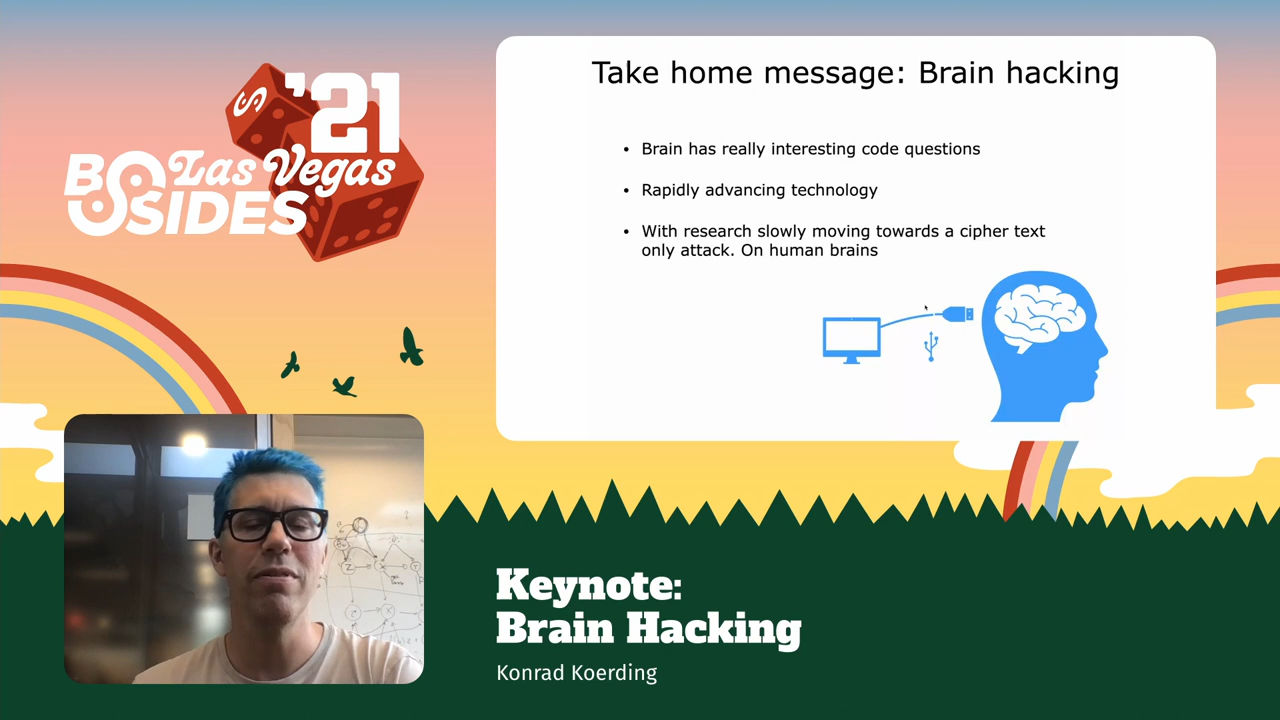 '21
BSIDES
Las Vegas
Take home message: Brain hacking
• Brain has really interesting code questions
• Rapidly advancing technology
• With research slowly moving towards a cipher text
only attack. On human brains
Keynote:
Brain Hacking
Konrad Koerding